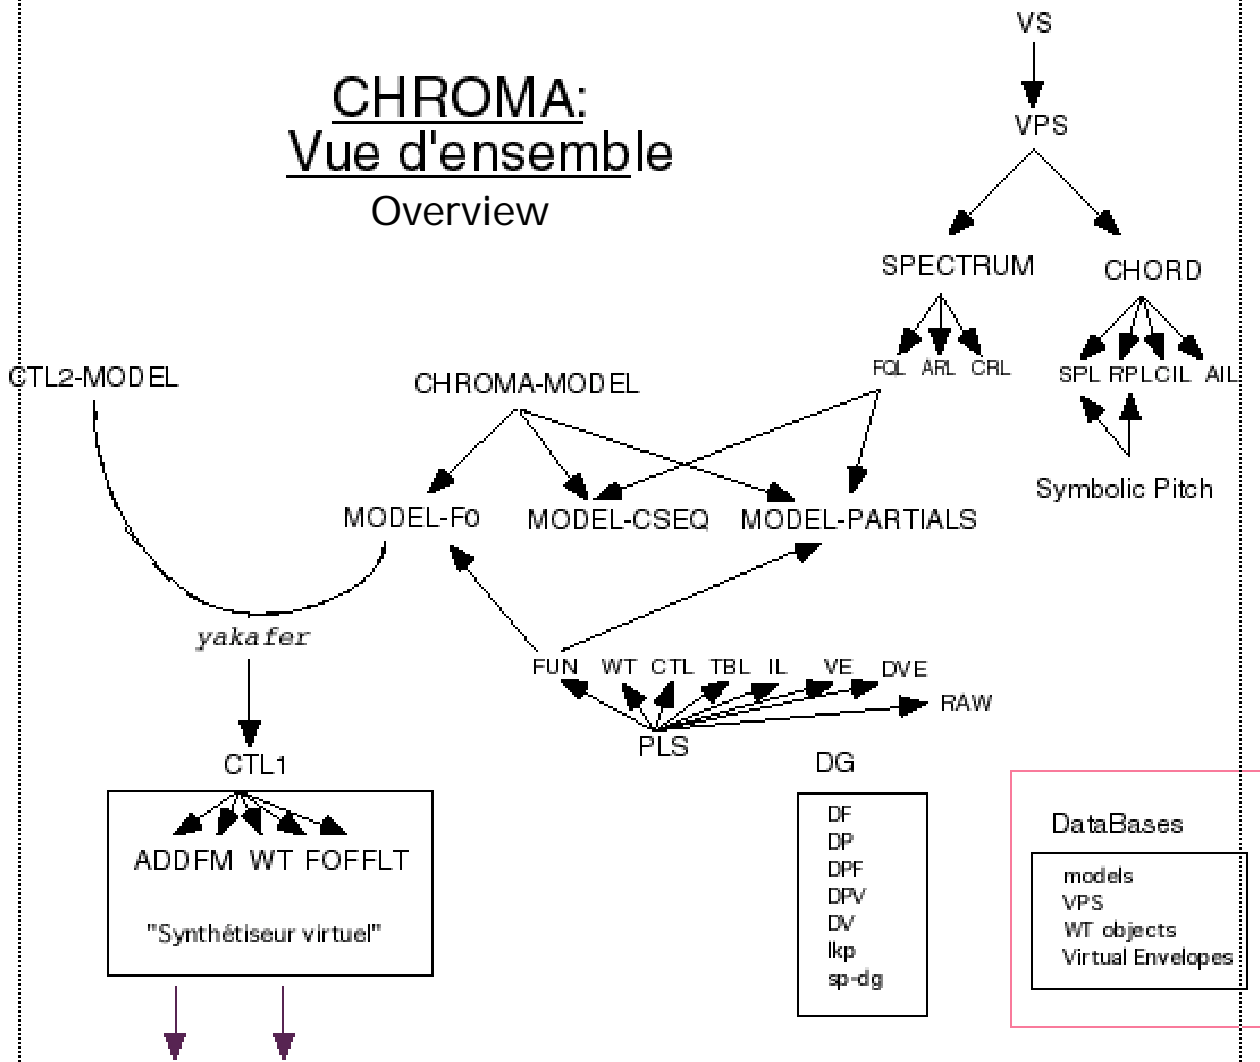 VS
CHROMA:
Vue d'ensemble
Overview
VPS
SPECTRUM
CHORD
FQL ARL CRL
SPL RPL CIL AIL
CTL2-MODEL
CHROMA-MODEL
Symbolic Pitch
MODEL-F0 MODEL-CSEQ MODEL-PARTIALS
yakafer
FUN WT CTL TBL IL VE DVE
RAW
PLS
CTL1
DG
ADDFM WT FOFFLT
"Synthétiseur virtuel"
DF
DP
DPF
DPV
DV
lkp
sp-dg
DataBases
models
VPS
WT objects
Virtual Envelopes